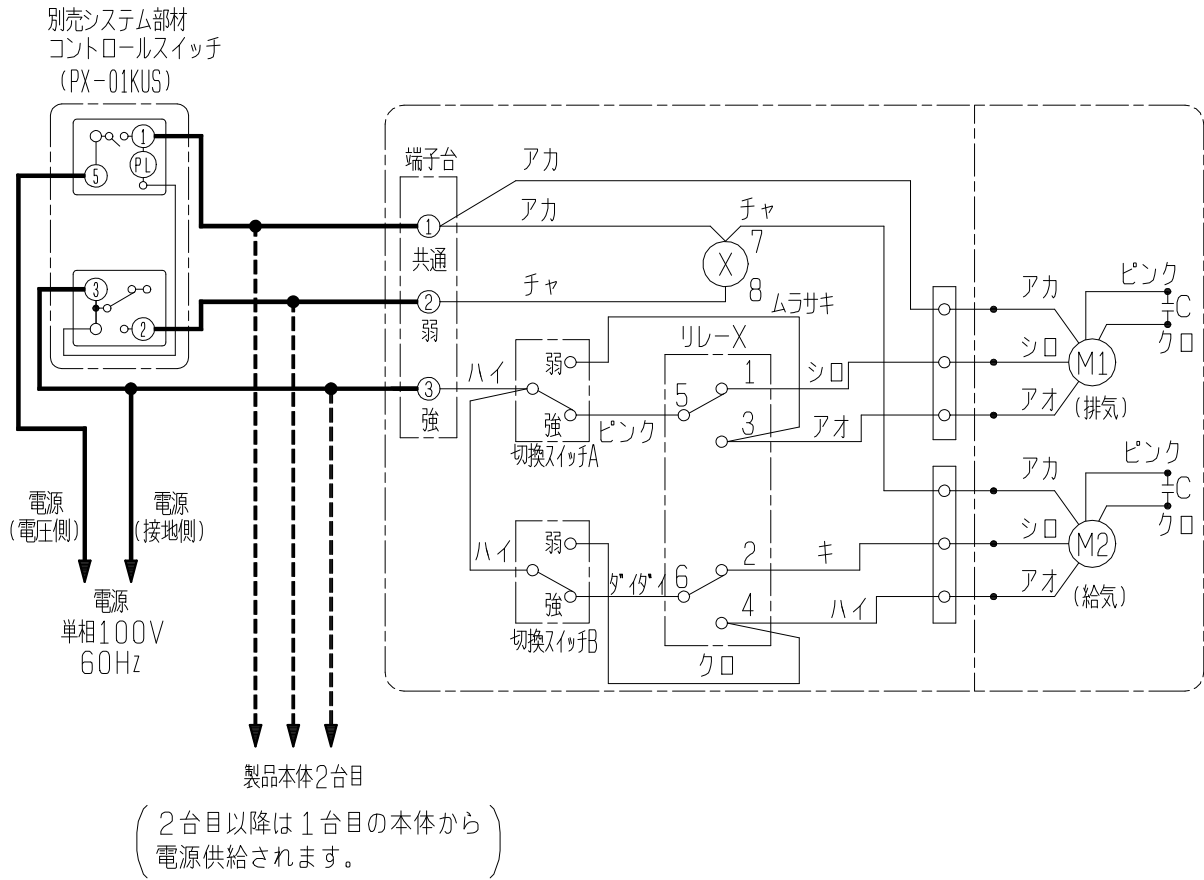 別売システム部材
コントロールスイッチ
(PX-01KUS)
1
PL
5
3
2
端子台
1
共通
2
弱
3
強
アカ
アカ
チャ
7
X
8
チャ
ムラサキ
リレーX
ハイ
弱
強
切換スイッチA
ピンク
5
1
3
シロ
アオ
ハイ
弱
強
切換スイッチB
ダイダイ
6
2
4
キ
ハイ
クロ
アカ
シロ
アオ
ピンク
C
クロ
M1
(排気)
アカ
シロ
アオ
ピンク
C
クロ
M2
(給気)
電源
(電圧側)
電源
(接地側)
電源
単相100V
60Hz
製品本体2台目
(2台目以降は1台目の本体から
電源供給されます。)